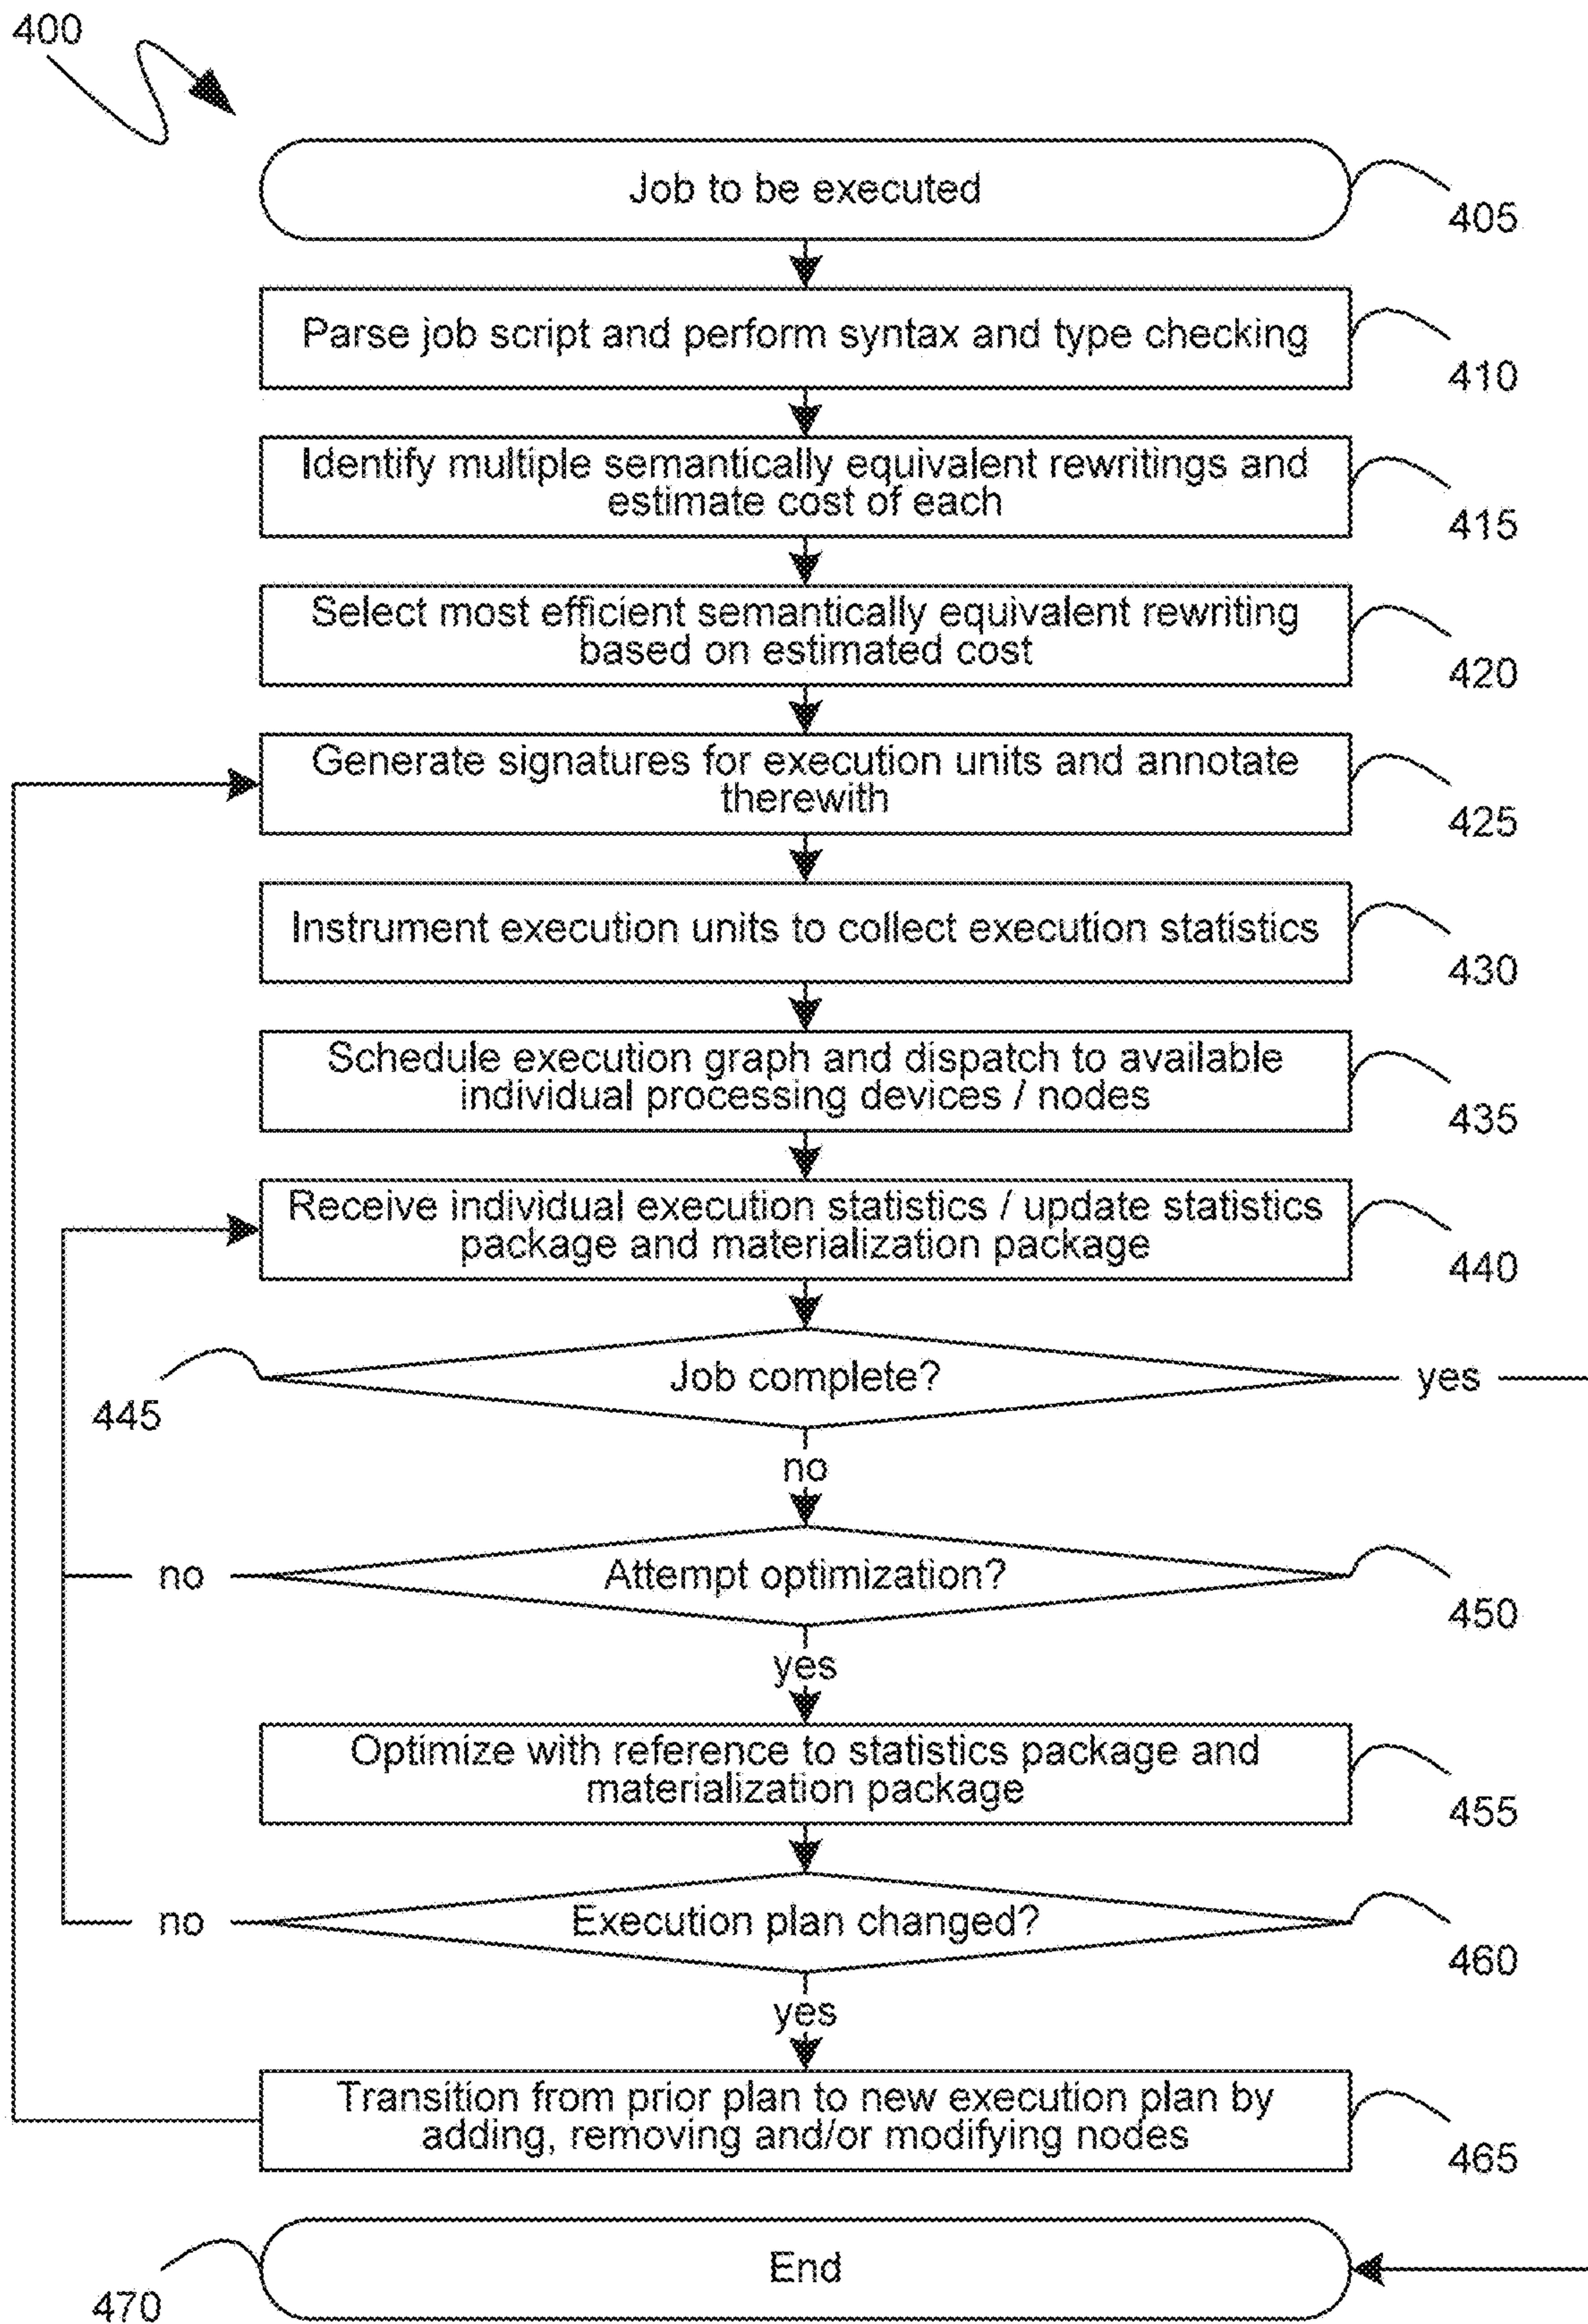 400
Job to be executed
405
Parse job script and perform syntax and type checking
410
Identify multiple semantically equivalent rewritings and
estimate cost of each
415
Select most efficient semantically equivalent rewriting
based on estimated cost
420
Generate signatures for execution units and annotate
therewith
425
Instrument execution units to collect execution statistics
430
Schedule execution graph and dispatch to available
individual processing devices / nodes
435
Receive individual execution statistics / update statistics
package and materialization package
440
Job complete?
yes
445
no
Attempt optimization?
no
450
yes
Optimize with reference to statistics package and
materialization package
455
Execution plan changed?
no
460
yes
Transition from prior plan to new execution plan by
adding, removing and/or modifying nodes
465
End
470